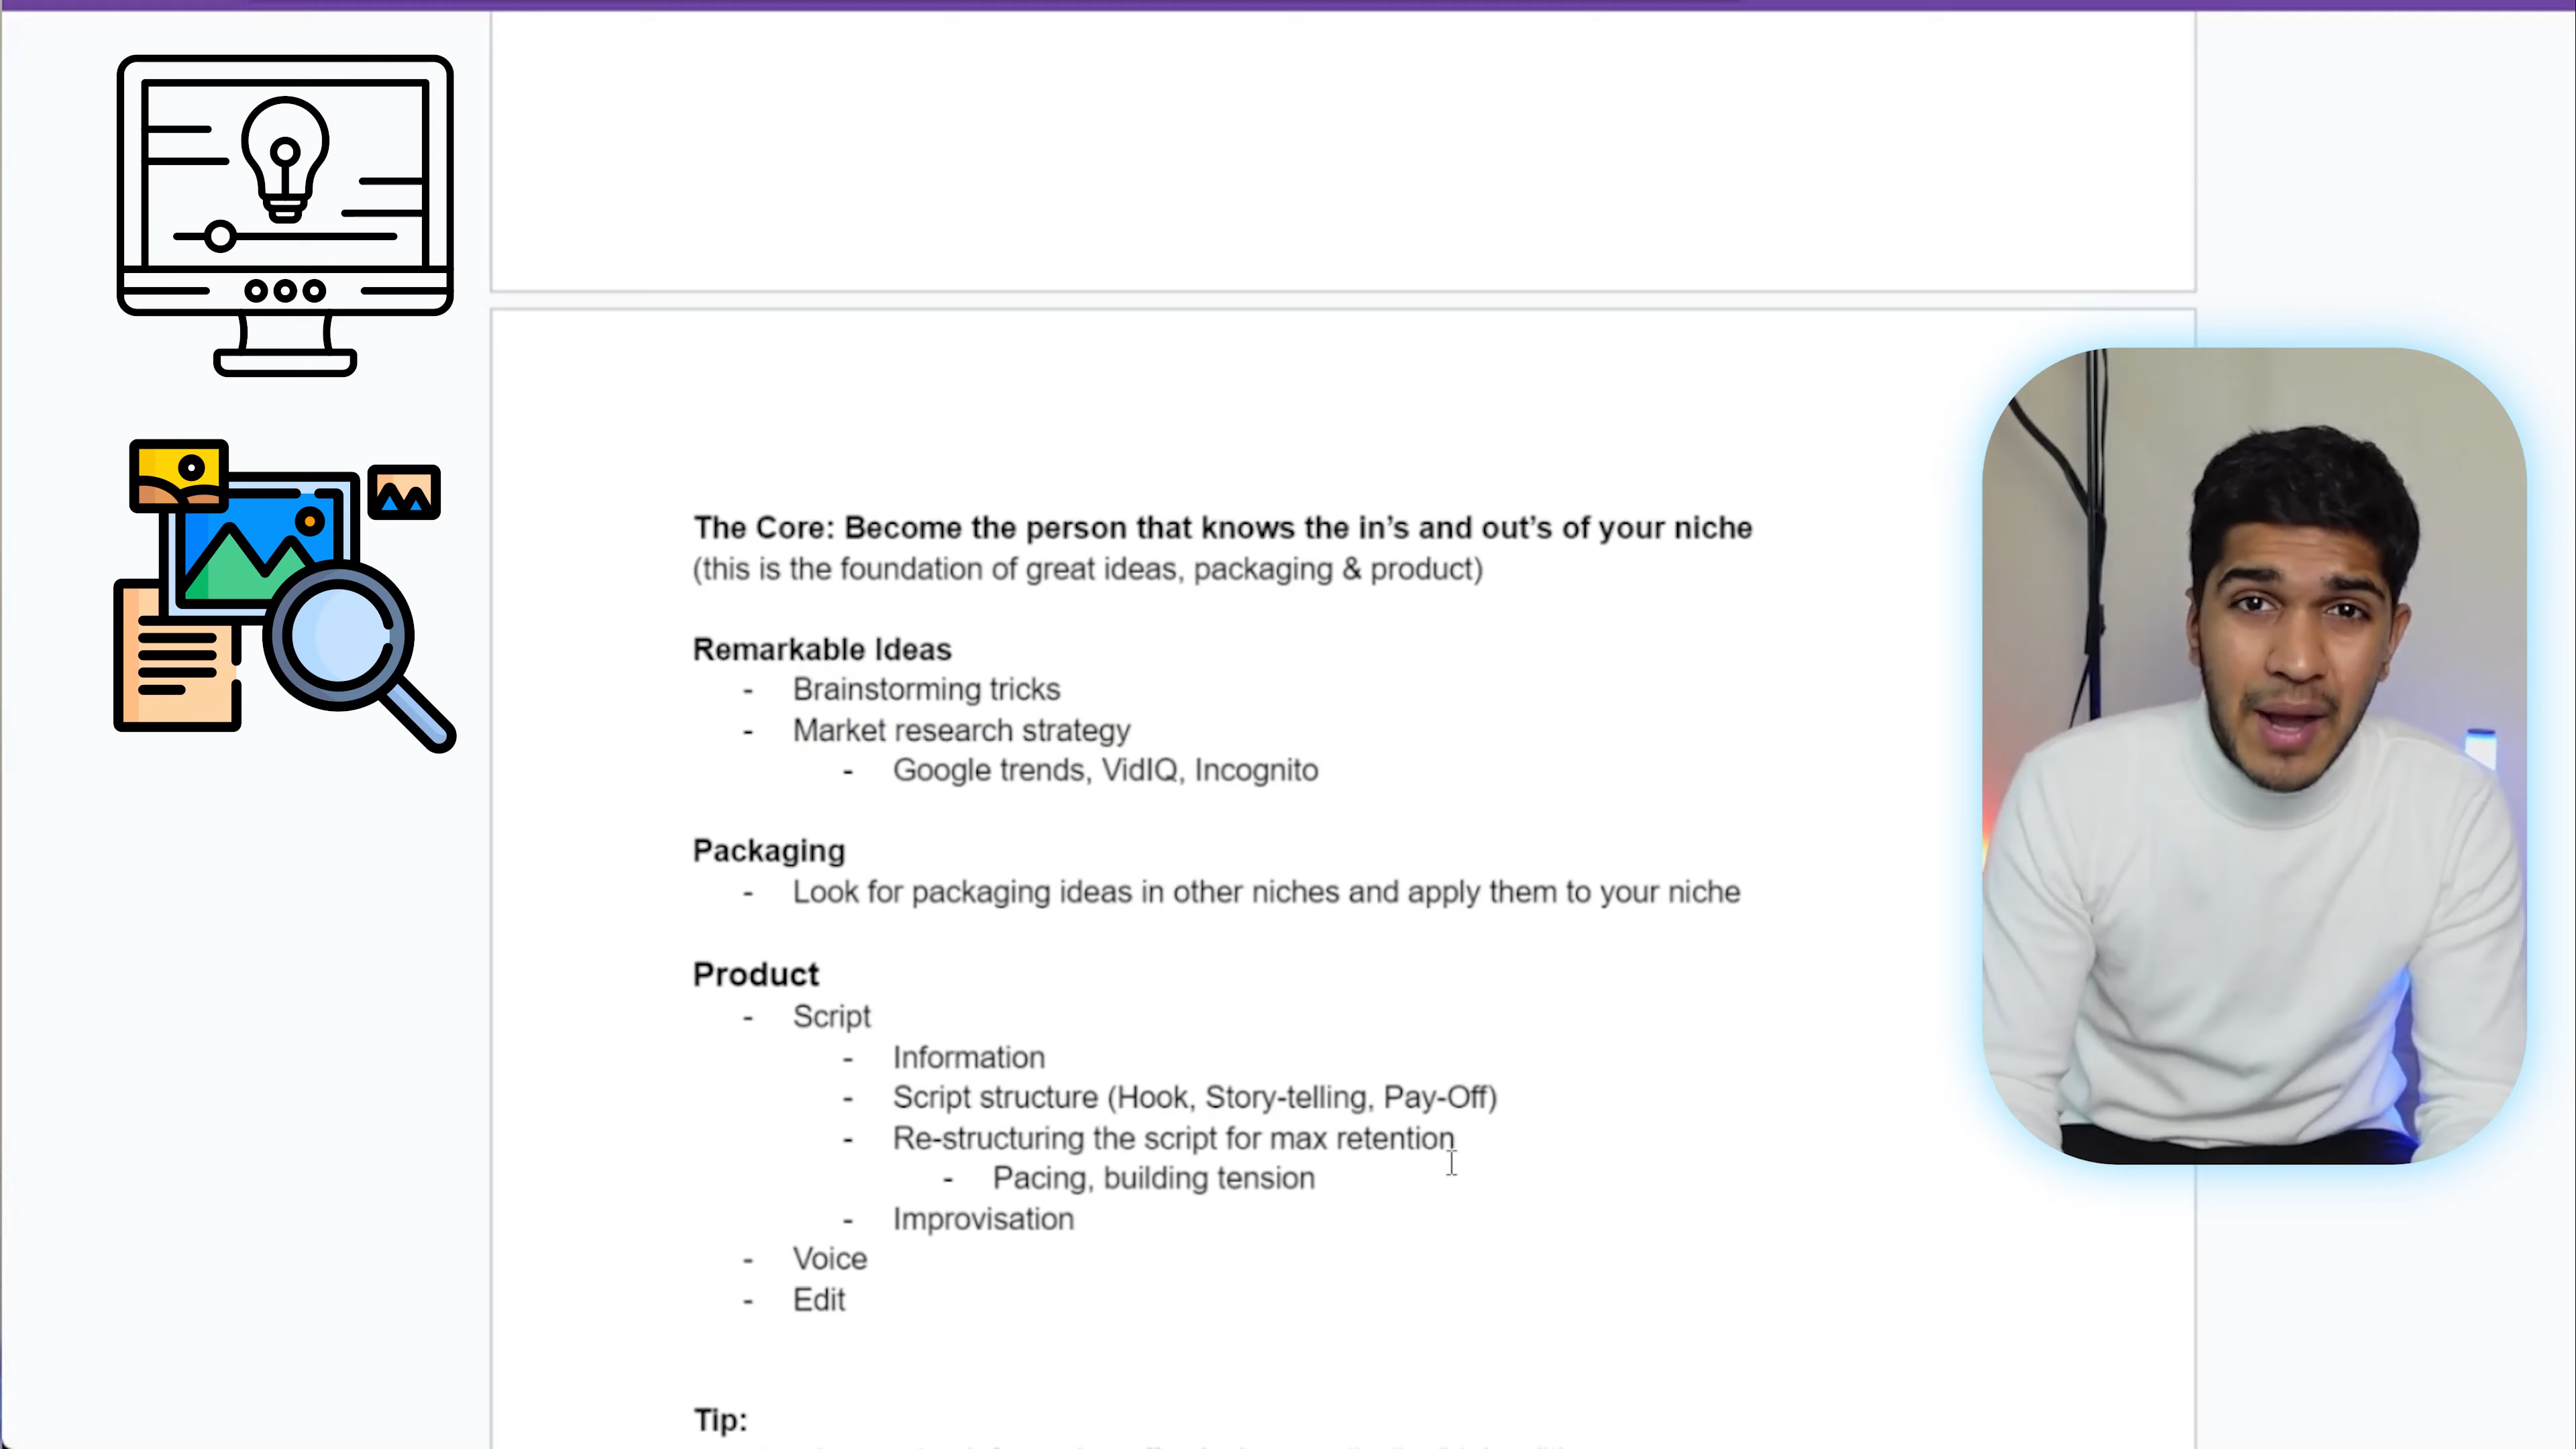 The Core: Become the person that knows the in’s and out’s of your niche
(this is the foundation of great ideas, packaging & product)
Remarkable Ideas
- Brainstorming tricks
- Market research strategy
- Google trends, VidIQ, Incognito
Packaging
- Look for packaging ideas in other niches and apply them to your niche
Product
- Script
- Information
- Script structure (Hook, Story-telling, Pay-Off)
- Re-structuring the script for max retention
- Pacing, building tension
- Improvisation
- Voice
- Edit
Tip: